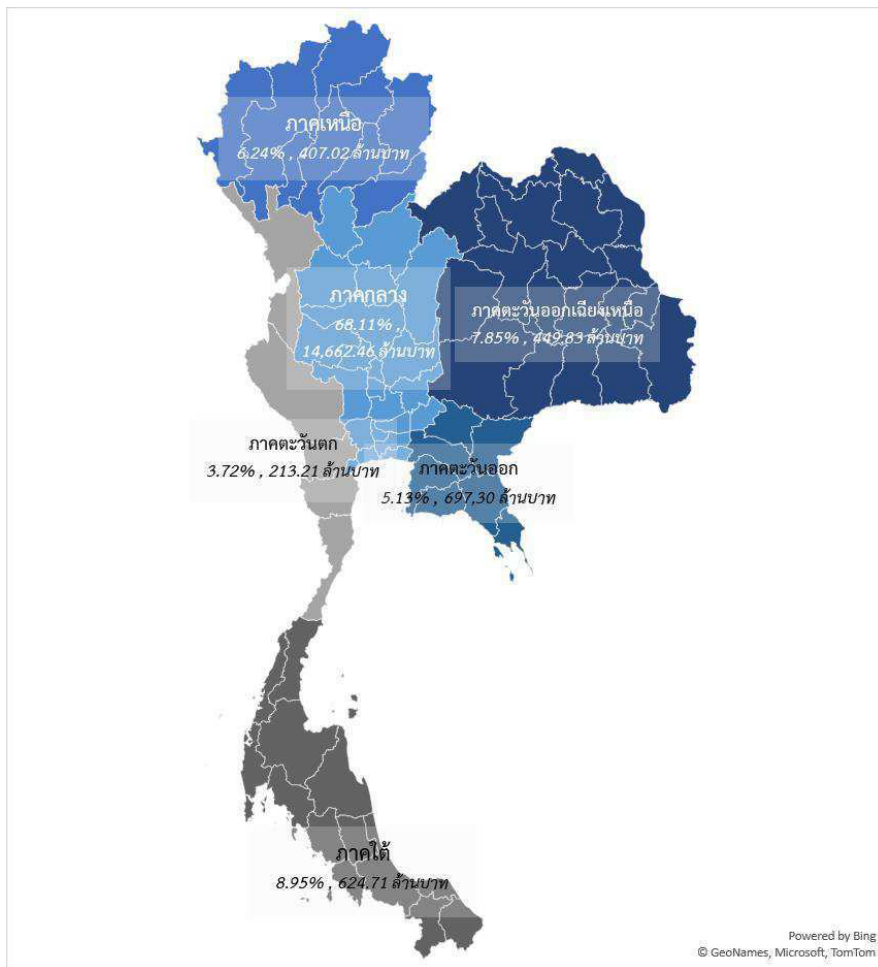 ภาคเหนือ
6.24% , 407.02 ล้านบาท
ภาคกลาง
68.11% ,
14,662.46 ล้านบาท
ภาคตะวันออกเฉียงเหนือ
7.85% , 449.83 ล้านบาท
ภาคตะวันตก
3.72% , 213.21 ล้านบาท
ภาคตะวันออก
5.13% , 697.30 ล้านบาท
ภาคใต้
8.95% , 624.71 ล้านบาท
Powered by Bing
© GeoNames, Microsoft, TomTom